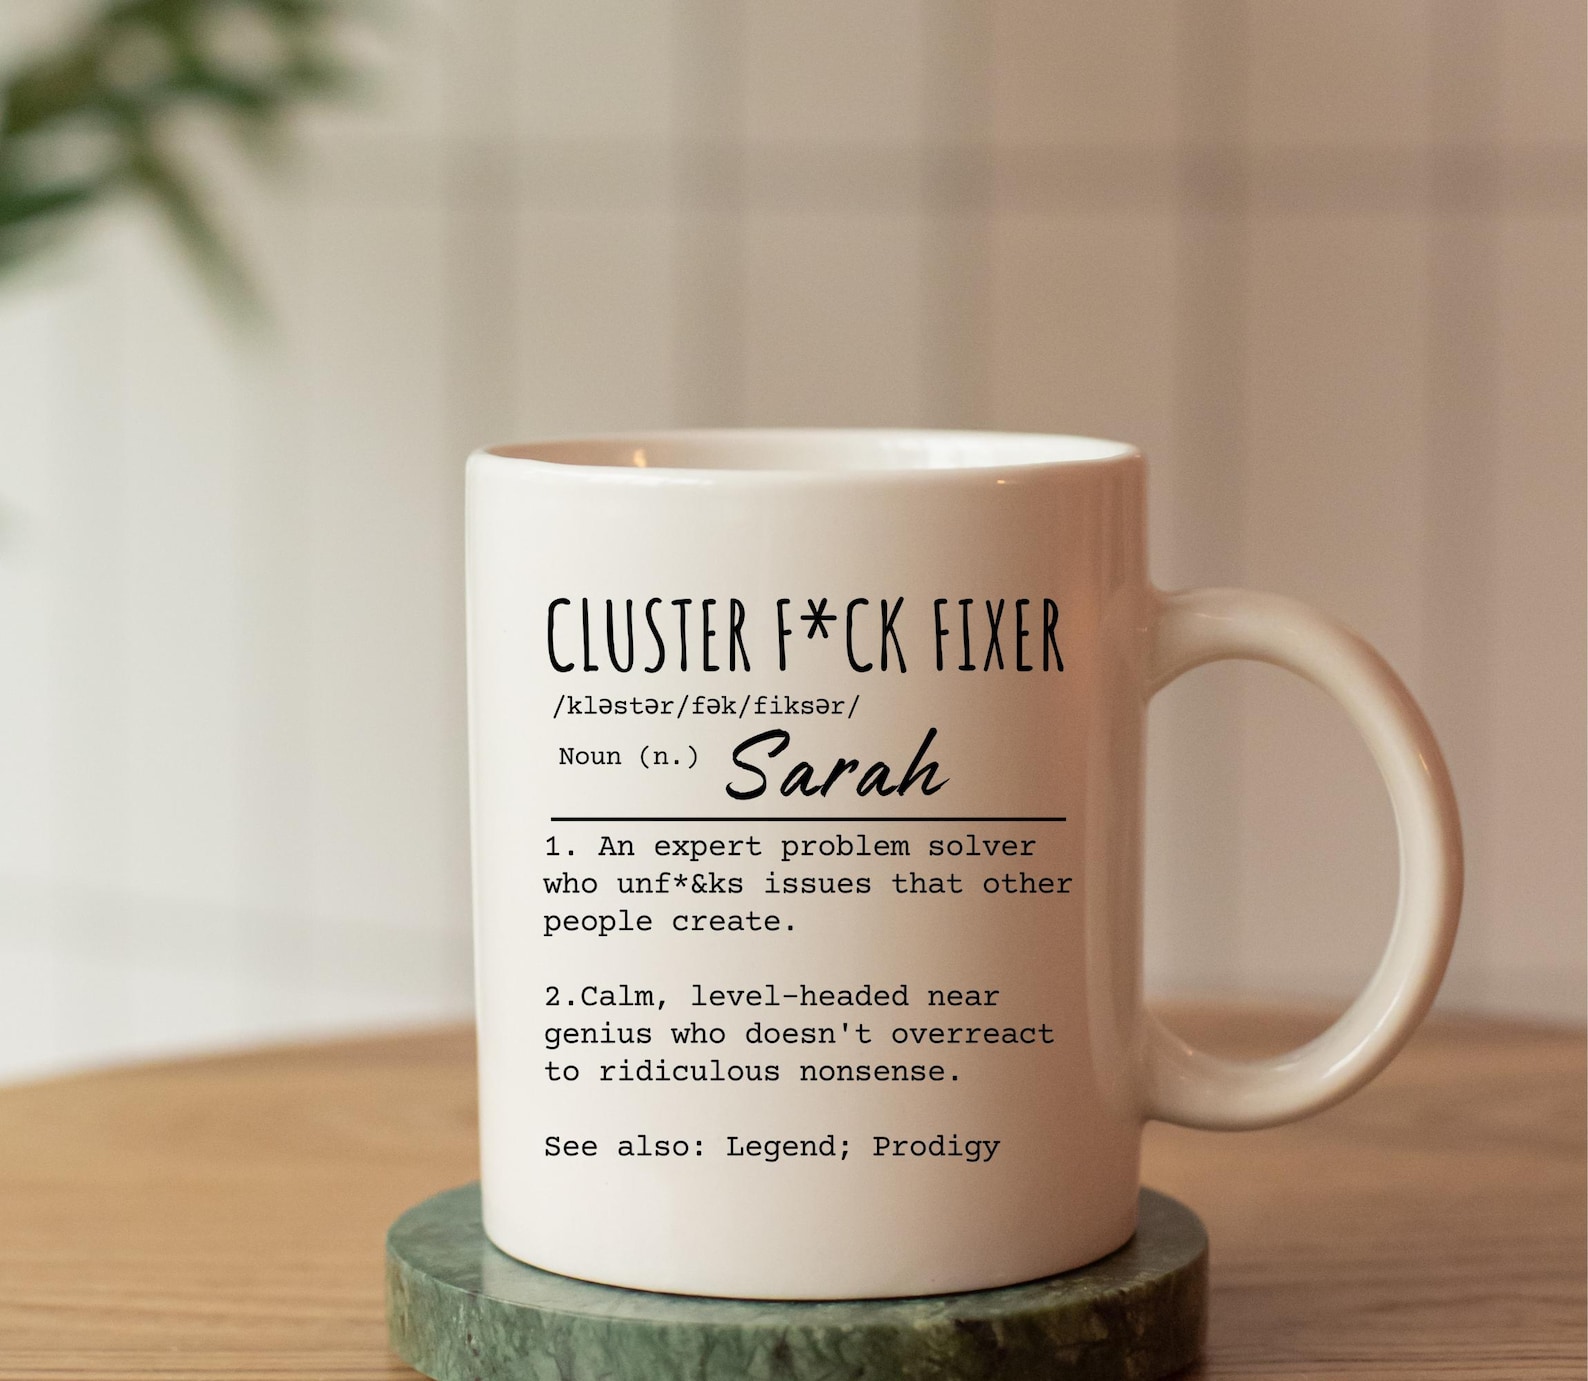 CLUSTER F*CK FIXER
/kləstər/fək/fiksər/
Noun (n.) Sarah
1. An expert problem solver
who unf*&ks issues that other
people create.
2.Calm, level-headed near
genius who doesn't overreact
to ridiculous nonsense.
See also: Legend; Prodigy